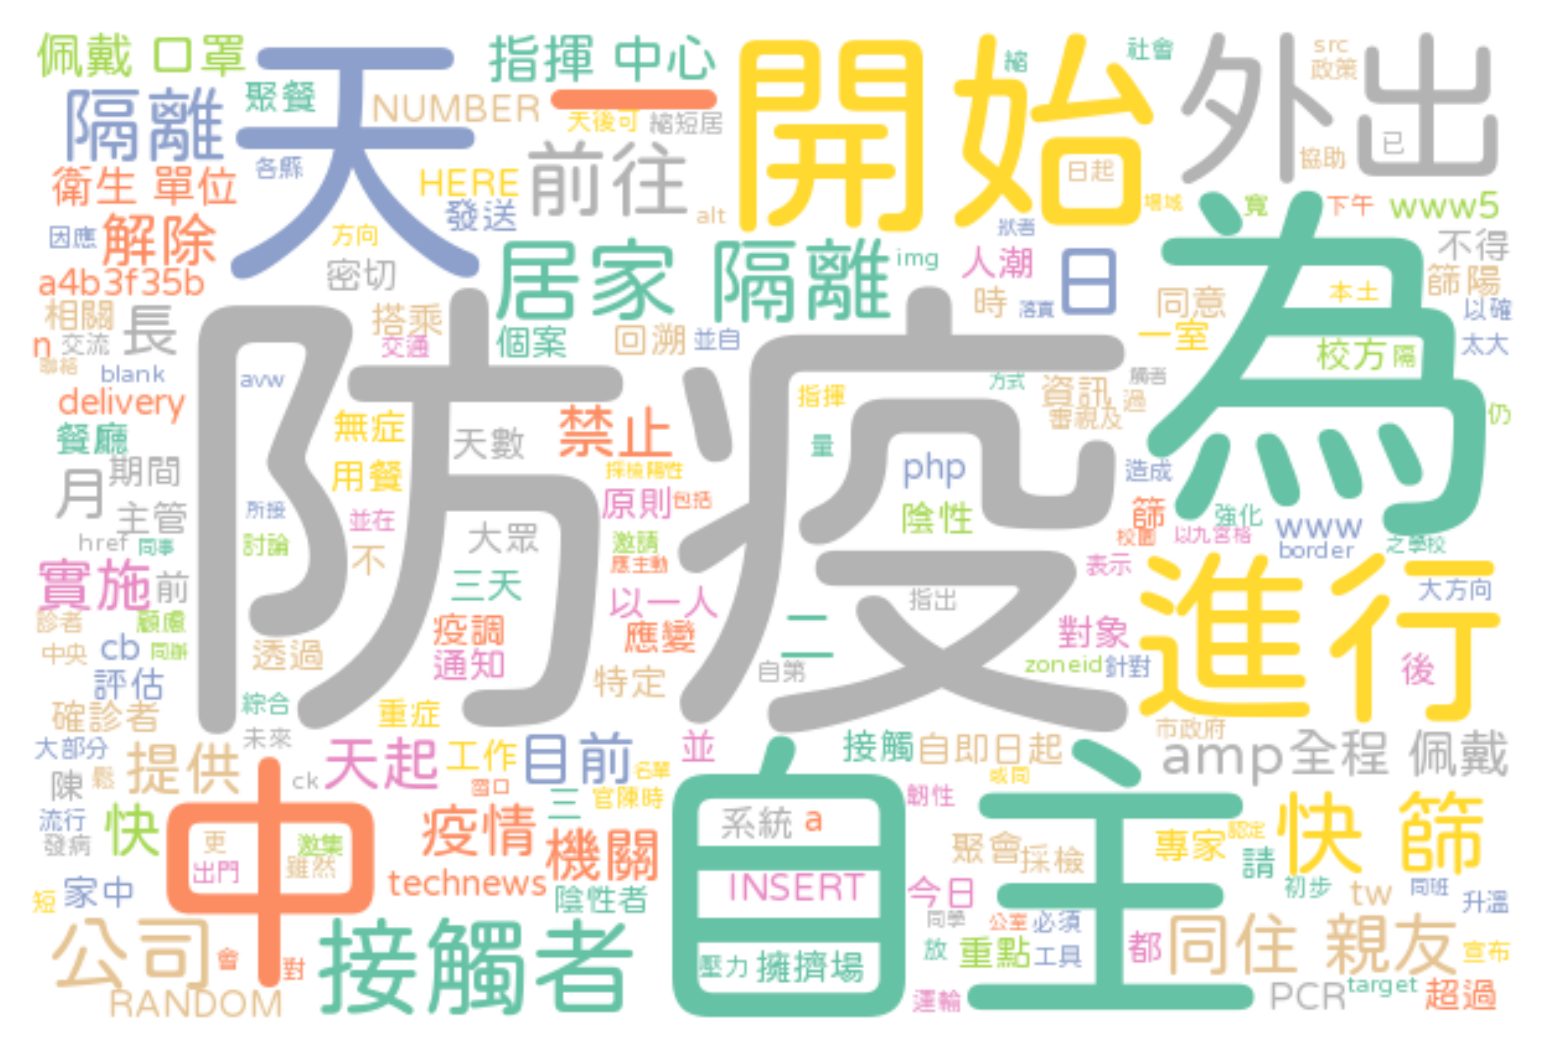 佩戴 口罩
天
指揮 中心
開始
外出
社會
縮
src
政策
隔離
聚餐
NUMBER
一
天後可
縮短居
已
日起
協助
各縣
前往
衛生 單位
HERE
發送
alt
場域
寬
下午
www5
因應
解除
方向
密切
居家 隔離
img
人潮
日
為
不得
a4b3f35b
篩陽
相關
長
搭乘
時
落實
同意
本土
以確
n
交流
交通
個案
回溯
並自
一室
校方
隔
太大
聯絡
blank
avw
防疫
方式
觸者
delivery
無症
禁止
指揮
資訊
過
審視及
仍
餐廳
天數
量
期間
用餐
採檢陽性
php
造成
月
主管
所接
並在
原則
包括
陰性
篩
強化
www
href
同事
討論
不
大眾
邀請
校園
以九宮格
border
之學校
應主動
實施
前
三天
表示
進行
大方向
以一人
指出
診者
顧慮
疫調
應變
二
對象
中央
cb
同辦
透過
通知
自第
zoneid
針對
後
評估
特定
確診者
綜合
重症
市政府
大部分
未來
天起
工作
目前
並
接觸
自即日起
amp
全程 佩戴
陳
鬆
提供
ck
窗口
名單
或同
流行
快
中
三
官陳時
自主
韌性
快 篩
發病
更
邀集
疫情
機關
系統
a
聚會
採檢
專家
認定
請
出門
雖然
technews
INSERT
今日
初步
tw
同班
短
家中
陰性者
升溫
公司
接觸者
同學
公室
必須
會
對
壓力
擁擠場
放
重點
工具
都
同住 親友
宣布
RANDOM
運輸
PCR
target
超過